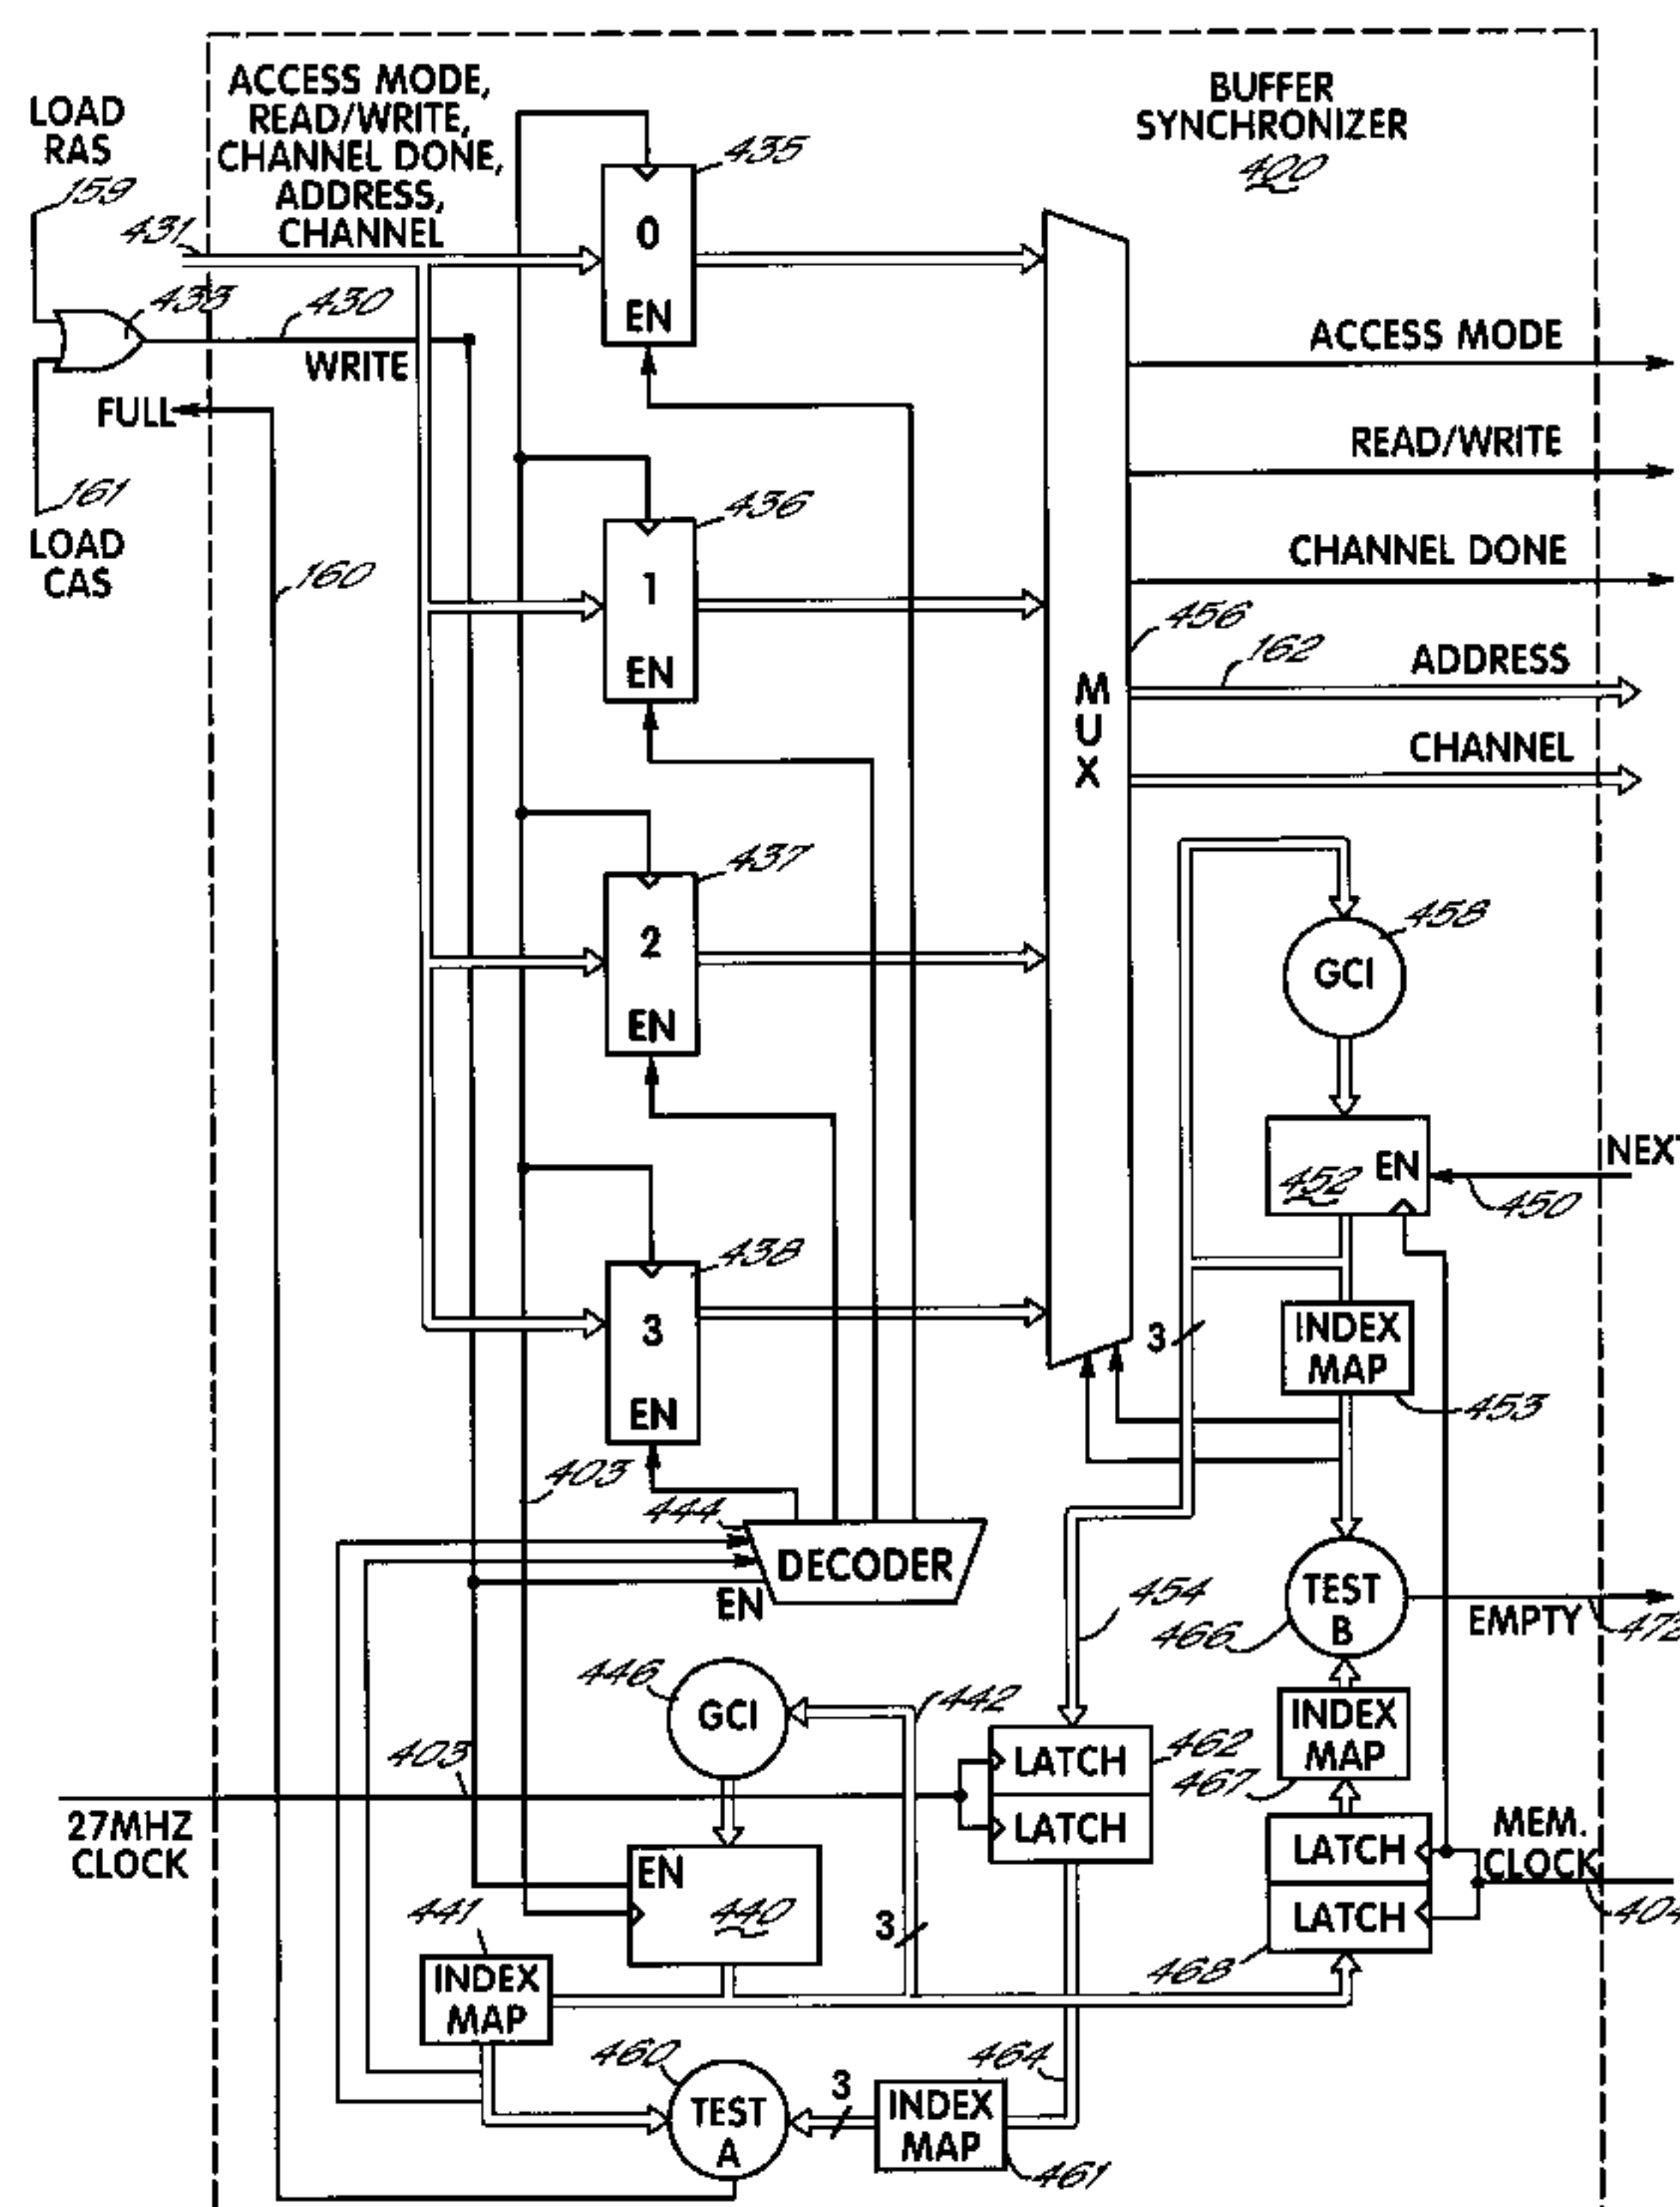 ACCESS MODE,
READ/WRITE,
CHANNEL DONE,
ADDRESS,
CHANNEL
BUFFER
SYNCHRONIZER
400
LOAD
RAS
159
431
433
430
WRITE
FULL
161
LOAD
CAS
160
435
0
EN
436
1
EN
437
2
EN
438
3
EN
MUX
456
ACCESS MODE
READ/WRITE
CHANNEL DONE
162
ADDRESS
CHANNEL
458
GCI
452
EN
NEXT
450
3
INDEX
MAP
453
403
444
DECODER
EN
454
TEST
B
466
EMPTY
472
446
GCI
442
403
27MHZ
CLOCK
LATCH
LATCH
462
INDEX
MAP
467
LATCH
LATCH
468
MEM.
CLOCK
404
EN
440
3
441
INDEX
MAP
460
TEST
A
3
INDEX
MAP
461
464